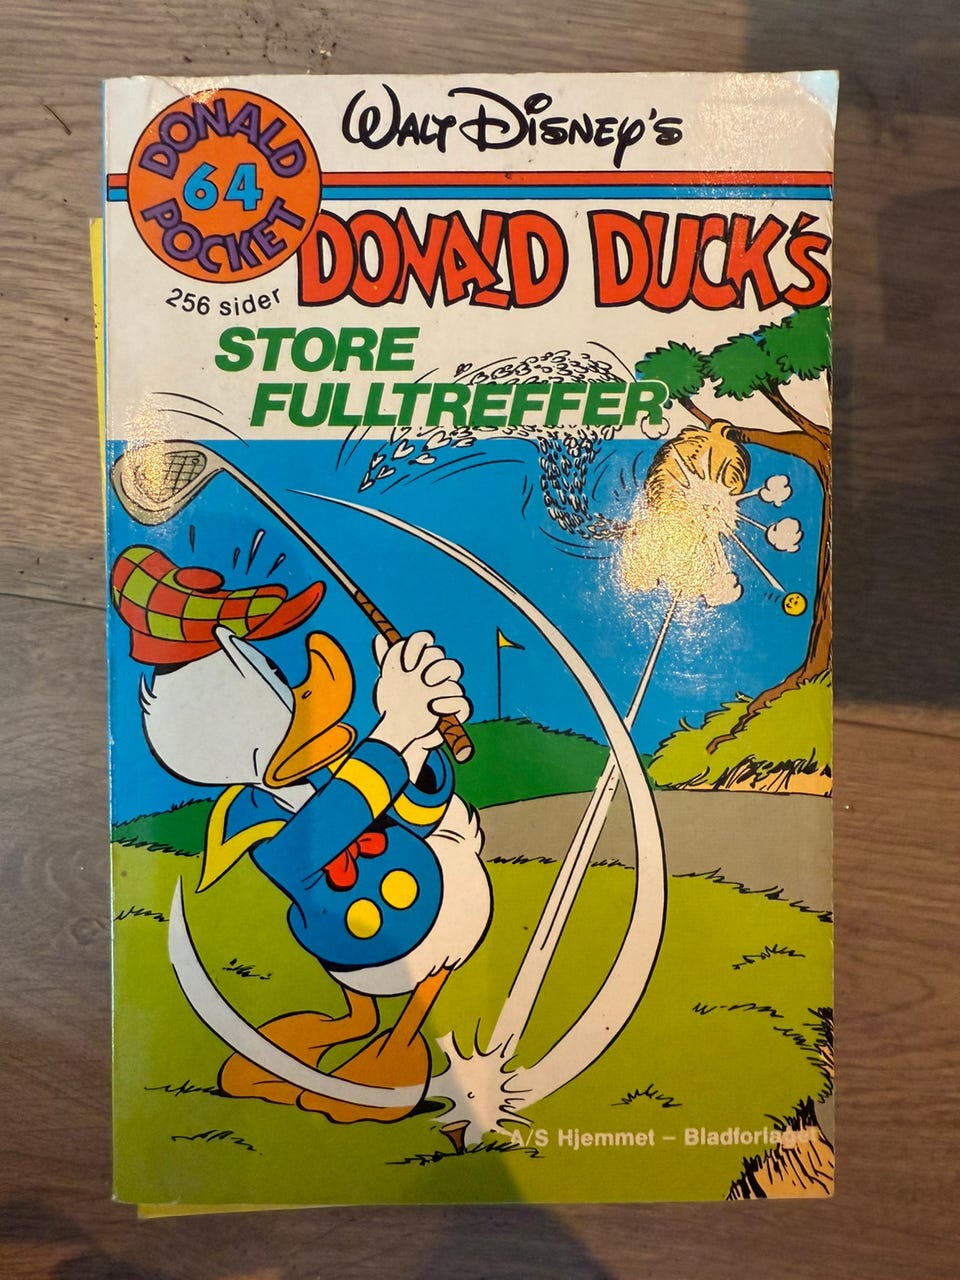 DONALD
64
POCKET
WALT DISNEY'S
DONALD DUCK'S
256 sider
STORE
FULLTREFFER
A/S Hjemmet – Bladforlaget